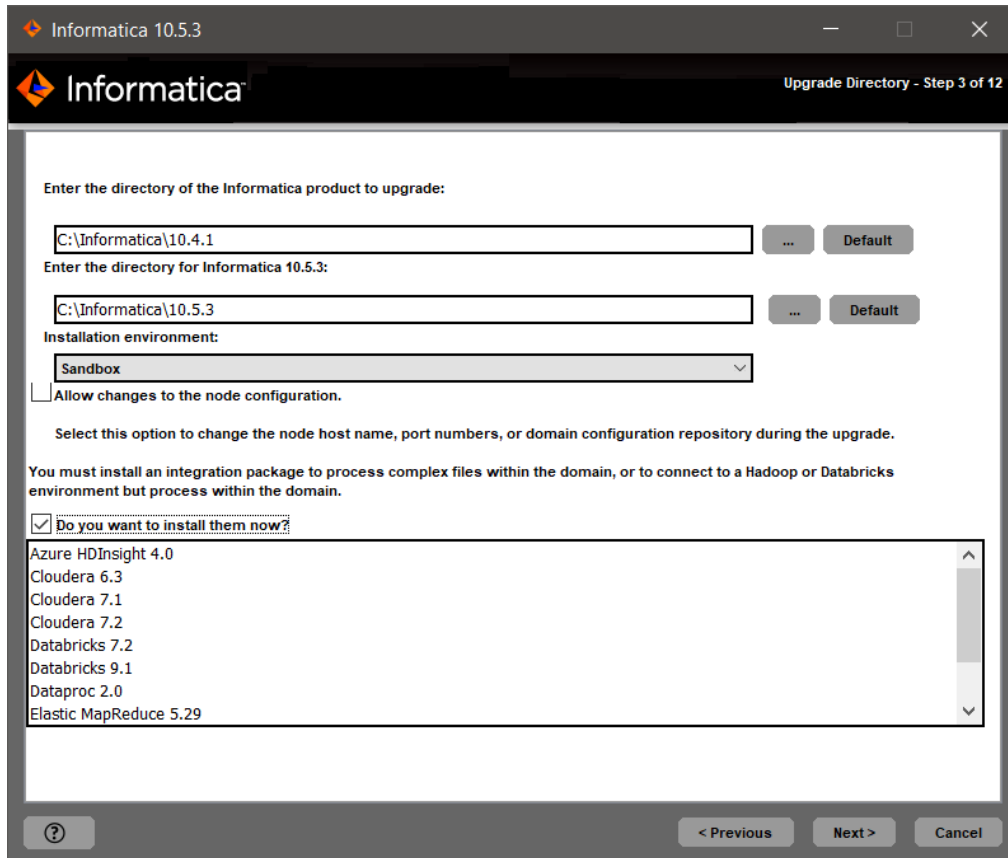 Informatica 10.5.3
Informatica
Upgrade Directory - Step 3 of 12
Enter the directory of the Informatica product to upgrade:
C:\Informatica\10.4.1
...
Default
Enter the directory for Informatica 10.5.3:
C:\Informatica\10.5.3
...
Default
Installation environment:
Sandbox
Allow changes to the node configuration.
Select this option to change the node host name, port numbers, or domain configuration repository during the upgrade.
You must install an integration package to process complex files within the domain, or to connect to a Hadoop or Databricks
environment but process within the domain.
Do you want to install them now?
Azure HDInsight 4.0
Cloudera 6.3
Cloudera 7.1
Cloudera 7.2
Databricks 7.2
Databricks 9.1
Dataproc 2.0
Elastic MapReduce 5.29
?
< Previous
Next >
Cancel